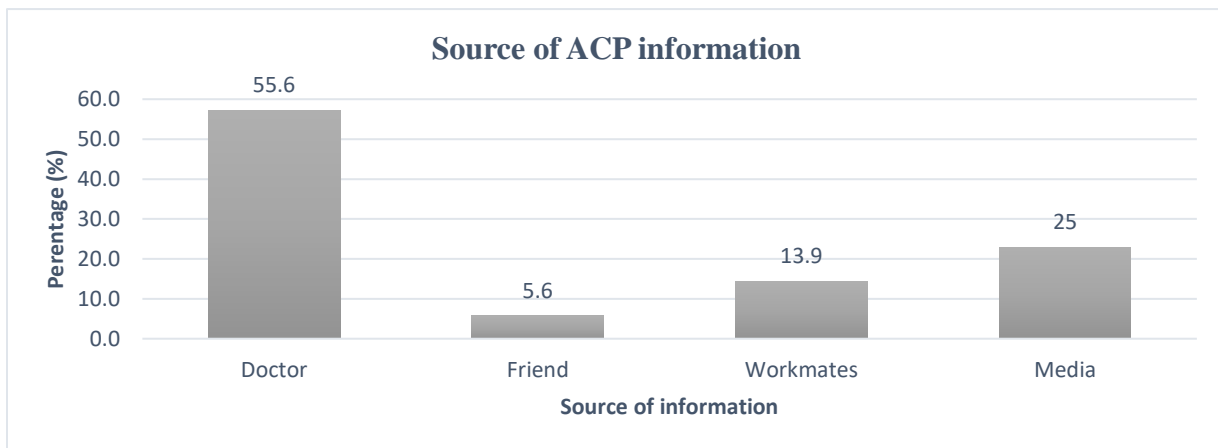 Source of ACP information
55.6
60.0
50.0
40.0
30.0
20.0
10.0
0.0
Perentage (%)
5.6
13.9
25
Doctor Friend Workmates Media
Source of information